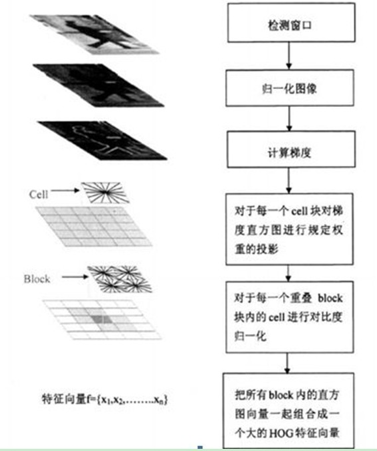 检测窗口
归一化图像
计算梯度
Cell
对于每一个cell块对梯
度直方图进行规定权
重的投影
Block
对于每一个重叠 block
块内的cell进行对比度
归一化
特征向量f={x1,x2,........xn}
把所有block内的直方
图向量一起组合成一
个大的HOG特征向量